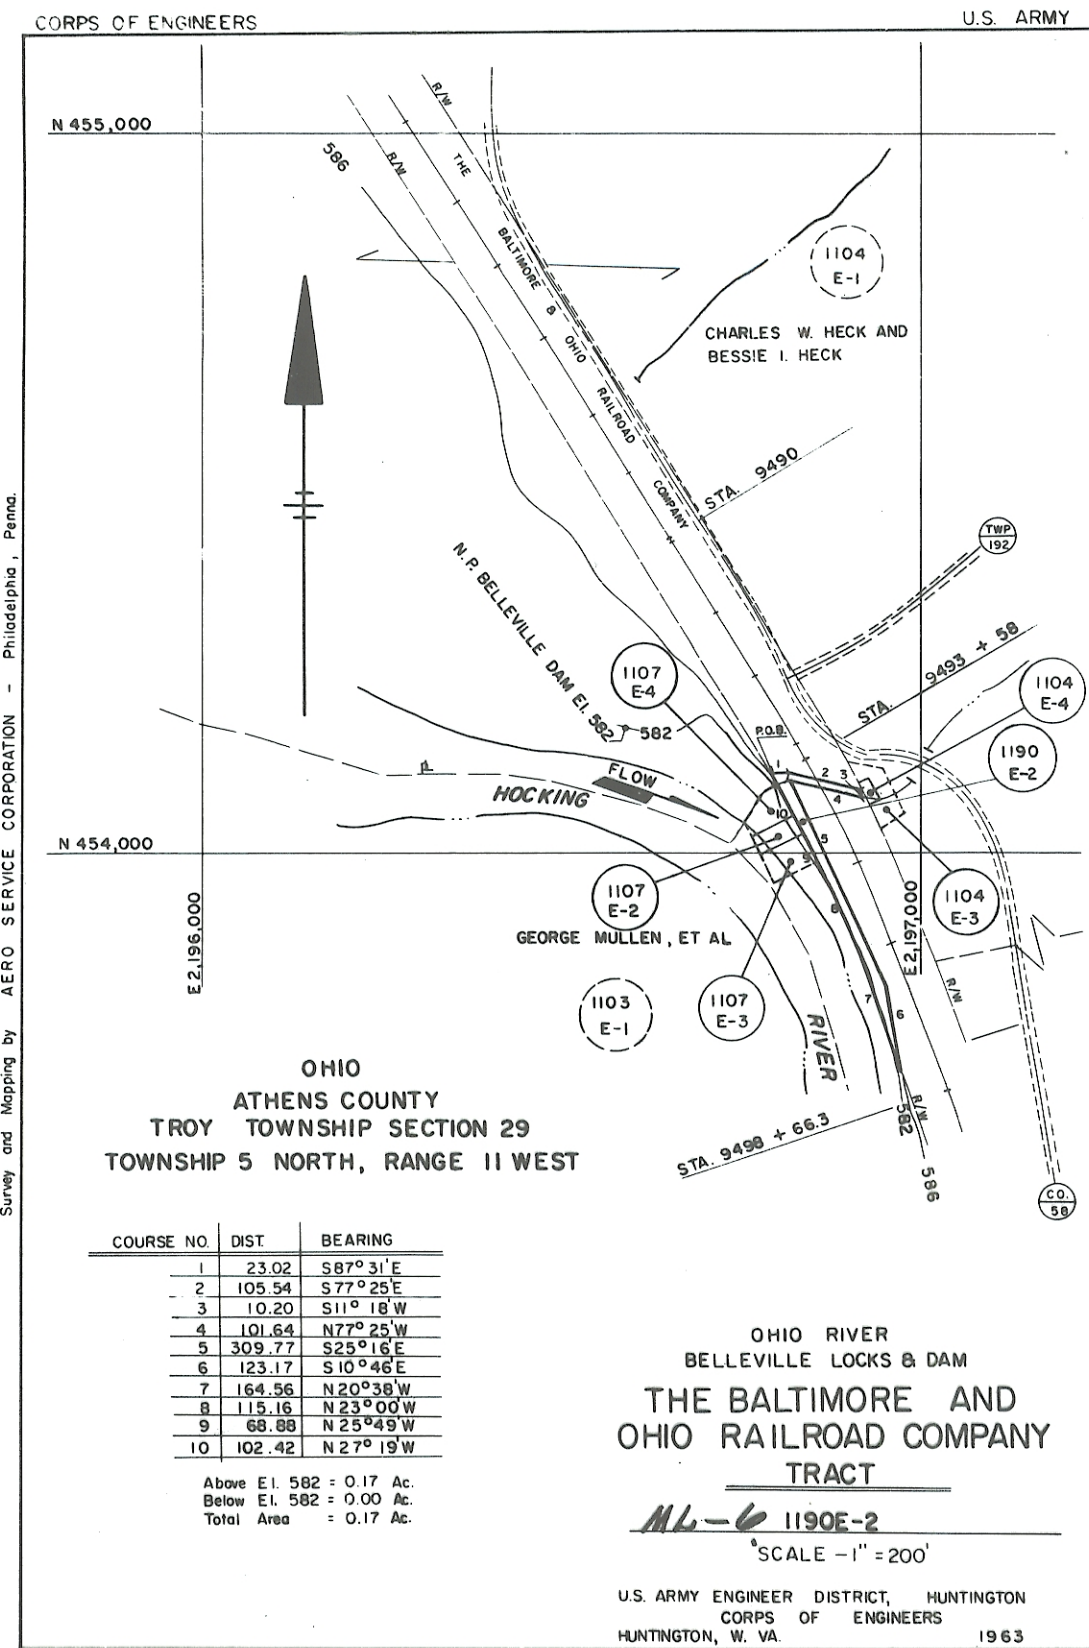 CORPS OF ENGINEERS
U.S. ARMY
N 455,000
586
R/W
R/W
THE
BALTIMORE
&
OHIO
RAILROAD
COMPANY
1104
E-1
CHARLES W. HECK AND
BESSIE I. HECK
STA. 9490
TWP
192
N.P. BELLEVILLE DAM El. 582
582
1107
E-4
STA. 9493 + 58
1104
E-4
1190
E-2
P.O.B.
1
2
3
4
FLOW
HOCKING
10
5
9
N 454,000
1107
E-2
8
1104
E-3
E 2,196,000
E 2,197,000
GEORGE MULLEN, ET AL
1103
E-1
1107
E-3
7
6
R/W
RIVER
R/W
582
586
STA. 9498 + 66.3
CO.
58
OHIO
ATHENS COUNTY
TROY TOWNSHIP SECTION 29
TOWNSHIP 5 NORTH, RANGE 11 WEST
COURSE NO. DIST. BEARING
1 23.02 S87° 31'E
2 105.54 S77° 25'E
3 10.20 S11° 18'W
4 101.64 N77° 25'W
5 309.77 S25° 16'E
6 123.17 S10° 46'E
7 164.56 N20° 38'W
8 115.16 N23° 00'W
9 68.88 N25° 49'W
10 102.42 N27° 19'W
Above El. 582 = 0.17 Ac.
Below El. 582 = 0.00 Ac.
Total Area = 0.17 Ac.
OHIO RIVER
BELLEVILLE LOCKS & DAM
THE BALTIMORE AND
OHIO RAILROAD COMPANY
TRACT
ML-6 1190E-2
SCALE - 1" = 200'
U.S. ARMY ENGINEER DISTRICT, HUNTINGTON
CORPS OF ENGINEERS
HUNTINGTON, W. VA. 1963
Survey and Mapping by AERO SERVICE CORPORATION - Philadelphia, Penna.